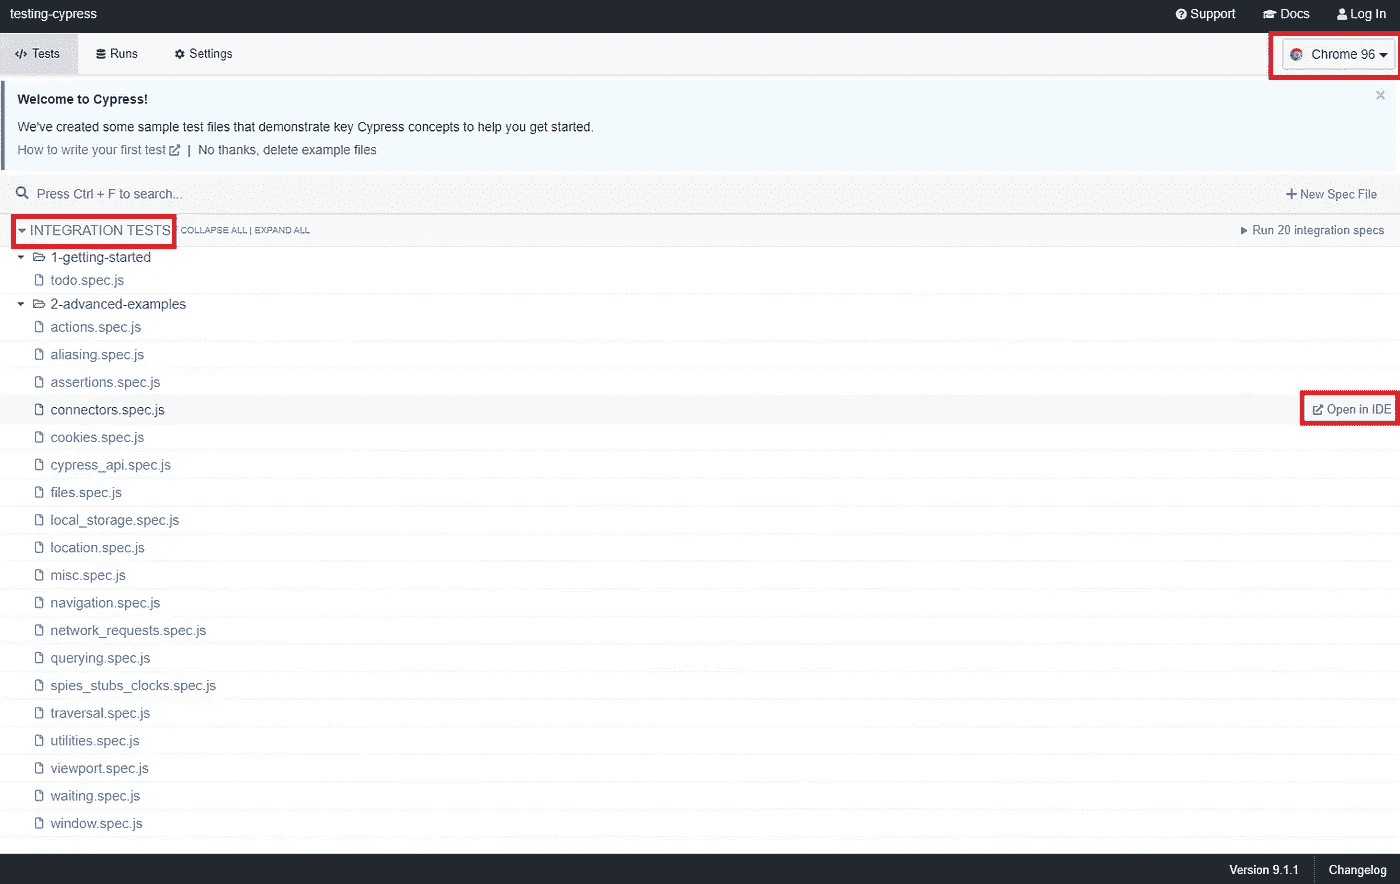 testing-cypress Support Docs Log In
Tests Runs Settings Chrome 96
Welcome to Cypress!
We've created some sample test files that demonstrate key Cypress concepts to help you get started.
How to write your first test | No thanks, delete example files
Press Ctrl + F to search... New Spec File
INTEGRATION TESTS COLLAPSE ALL | EXPAND ALL Run 20 integration specs
1-getting-started
todo.spec.js
2-advanced-examples
actions.spec.js
aliasing.spec.js
assertions.spec.js
connectors.spec.js Open in IDE
cookies.spec.js
cypress_api.spec.js
files.spec.js
local_storage.spec.js
location.spec.js
misc.spec.js
navigation.spec.js
network_requests.spec.js
querying.spec.js
spies_stubs_clocks.spec.js
traversal.spec.js
utilities.spec.js
viewport.spec.js
waiting.spec.js
window.spec.js
Version 9.1.1 Changelog